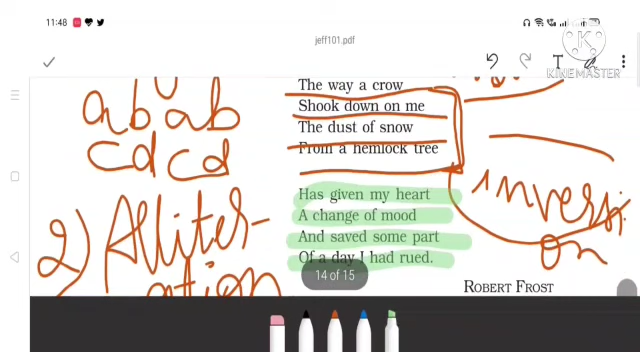 11:48
K
KINEMASTER
jeff101.pdf
T
The way a crow
Shook down on me
The dust of snow
From a hemlock tree
Has given my heart
A change of mood
And saved some part
Of a day I had rued.
ROBERT FROST
a b a b
c d c d
2) Alliter-
ation
inversi
on
14 of 15